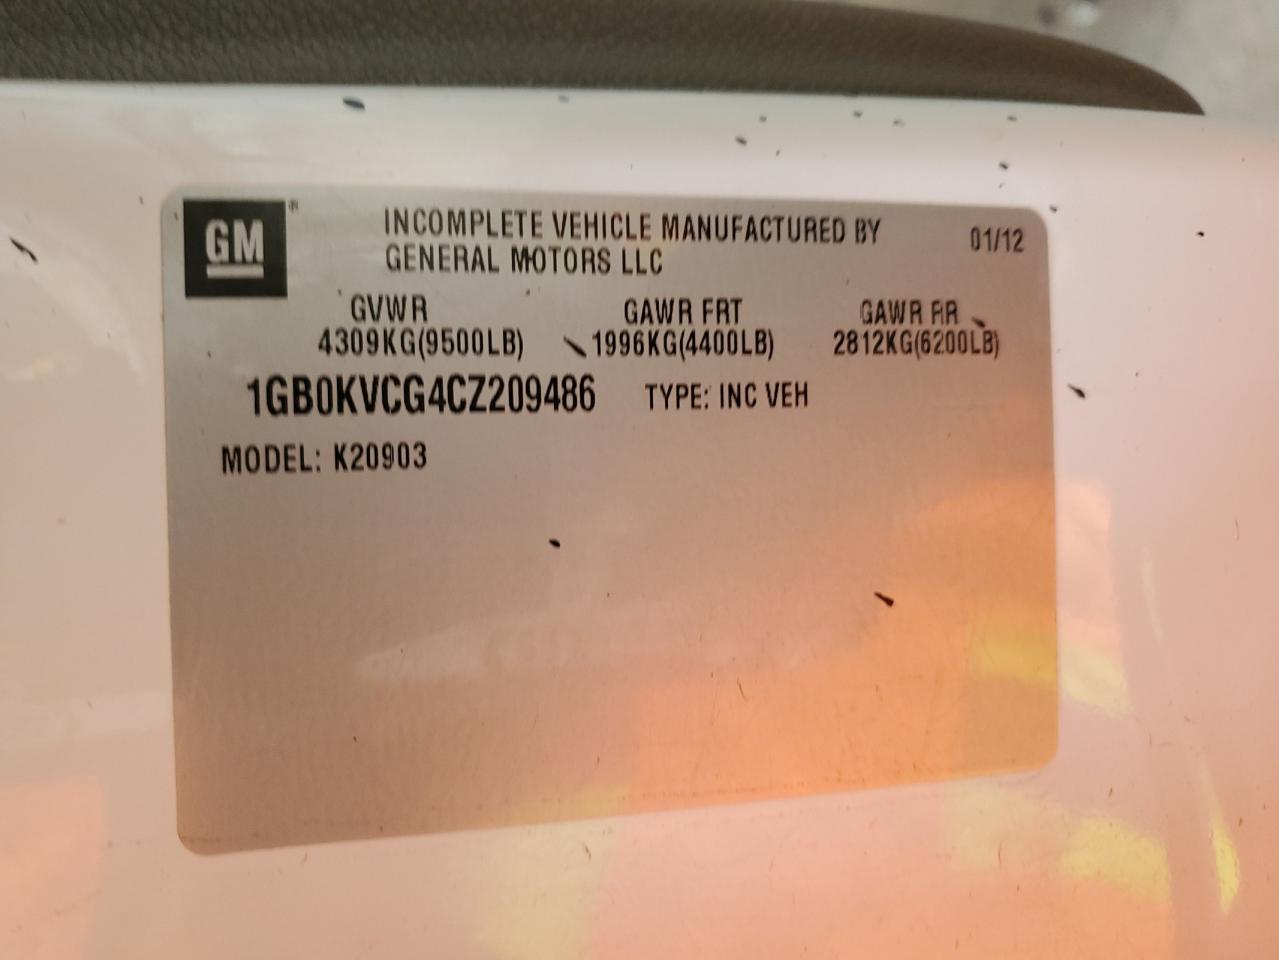 GM®
INCOMPLETE VEHICLE MANUFACTURED BY
GENERAL MOTORS LLC
01/12
GVWR GAWR FRT GAWR RR
4309KG(9500LB) 1996KG(4400LB) 2812KG(6200LB)
1GB0KVCG4CZ209486 TYPE: INC VEH
MODEL: K20903